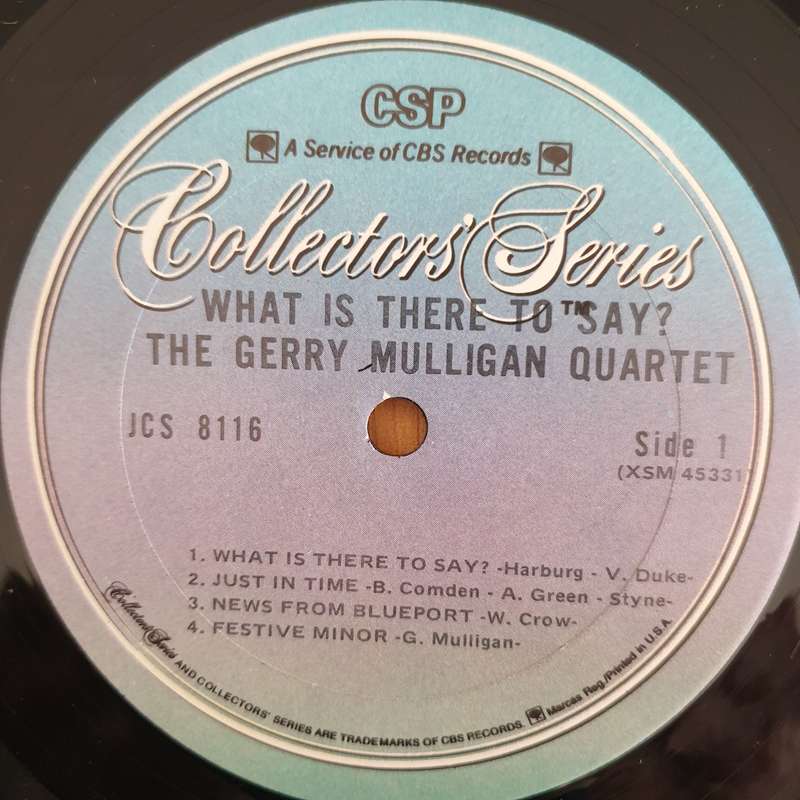 CSP
A Service of CBS Records
Collectors' Series
WHAT IS THERE TO ™ SAY?
THE GERRY MULLIGAN QUARTET
JCS 8116
Side 1
(XSM 45331)
1. WHAT IS THERE TO SAY? -Harburg - V. Duke-
2. JUST IN TIME -B. Comden - A. Green - Styne-
3. NEWS FROM BLUEPORT -W. Crow-
4. FESTIVE MINOR -G. Mulligan-
Collectors' Series AND COLLECTORS' SERIES ARE TRADEMARKS OF CBS RECORDS. Marcas Reg./Printed in U.S.A.